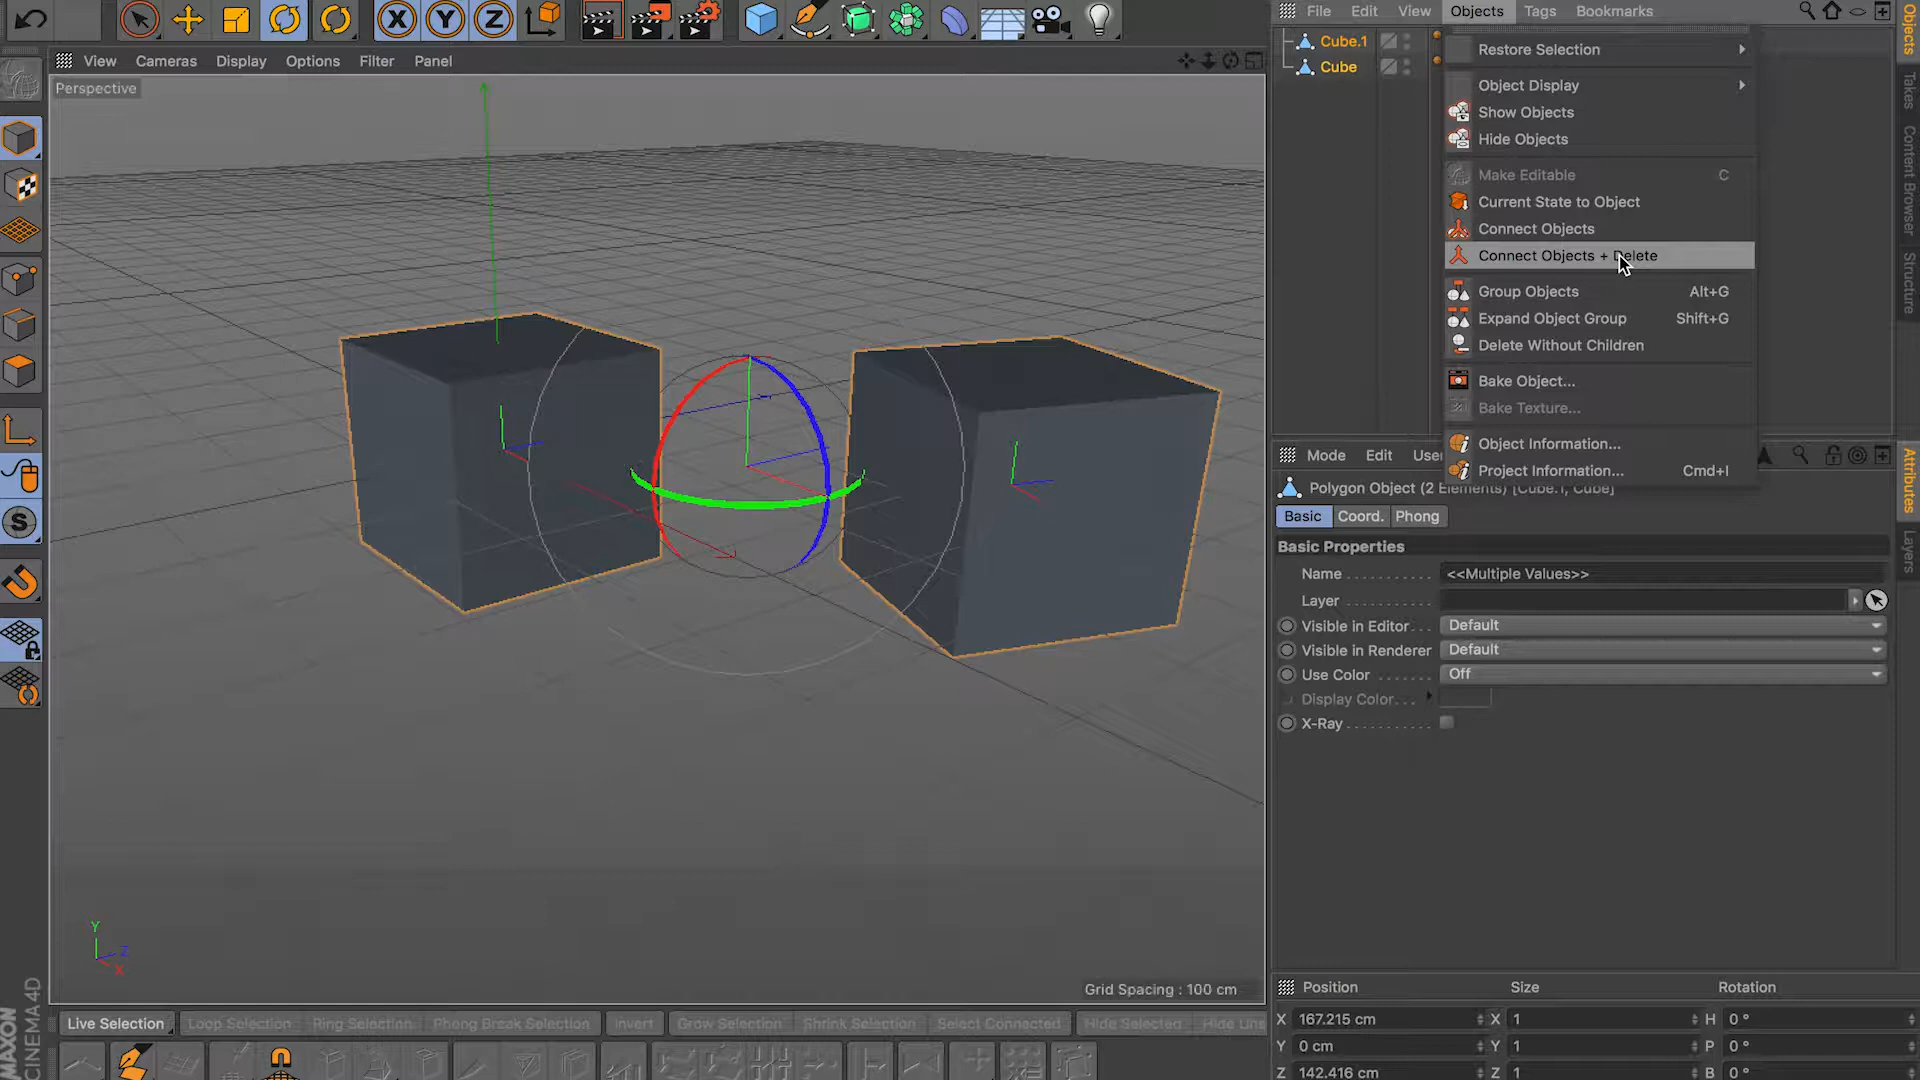 File Edit View Objects Tags Bookmarks
View Cameras Display Options Filter Panel
Perspective
Cube.1
Cube
Restore Selection
Object Display
Show Objects
Hide Objects
Make Editable C
Current State to Object
Connect Objects
Connect Objects + Delete
Group Objects Alt+G
Expand Object Group Shift+G
Delete Without Children
Bake Object...
Bake Texture...
Object Information...
Project Information... Cmd+I
Objects
Takes
Content Browser
Structure
Attributes
Layers
Mode Edit User
Polygon Object (2 Elements) [Cube.1, Cube]
Basic Coord. Phong
Basic Properties
Name <<Multiple Values>>
Layer
Visible in Editor Default
Visible in Renderer Default
Use Color Off
Display Color
X-Ray
Y
Z
X
Grid Spacing : 100 cm
Position Size Rotation
X 167.215 cm X 1 H 0 °
Y 0 cm Y 1 P 0 °
Z 142.416 cm Z 1 B 0 °
Live Selection Loop Selection Ring Selection Phong Break Selection Invert Grow Selection Shrink Selection Select Connected Hide Selected Hide Uns
MAXON
CINEMA 4D
X Y Z
S